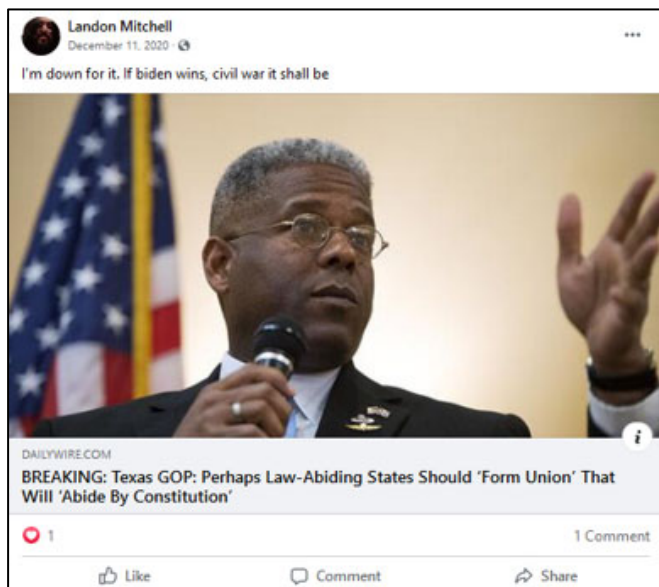 Landon Mitchell
December 11, 2020 ·
I'm down for it. If biden wins, civil war it shall be
i
DAILYWIRE.COM
BREAKING: Texas GOP: Perhaps Law-Abiding States Should 'Form Union' That
Will 'Abide By Constitution'
1
1 Comment
Like
Comment
Share